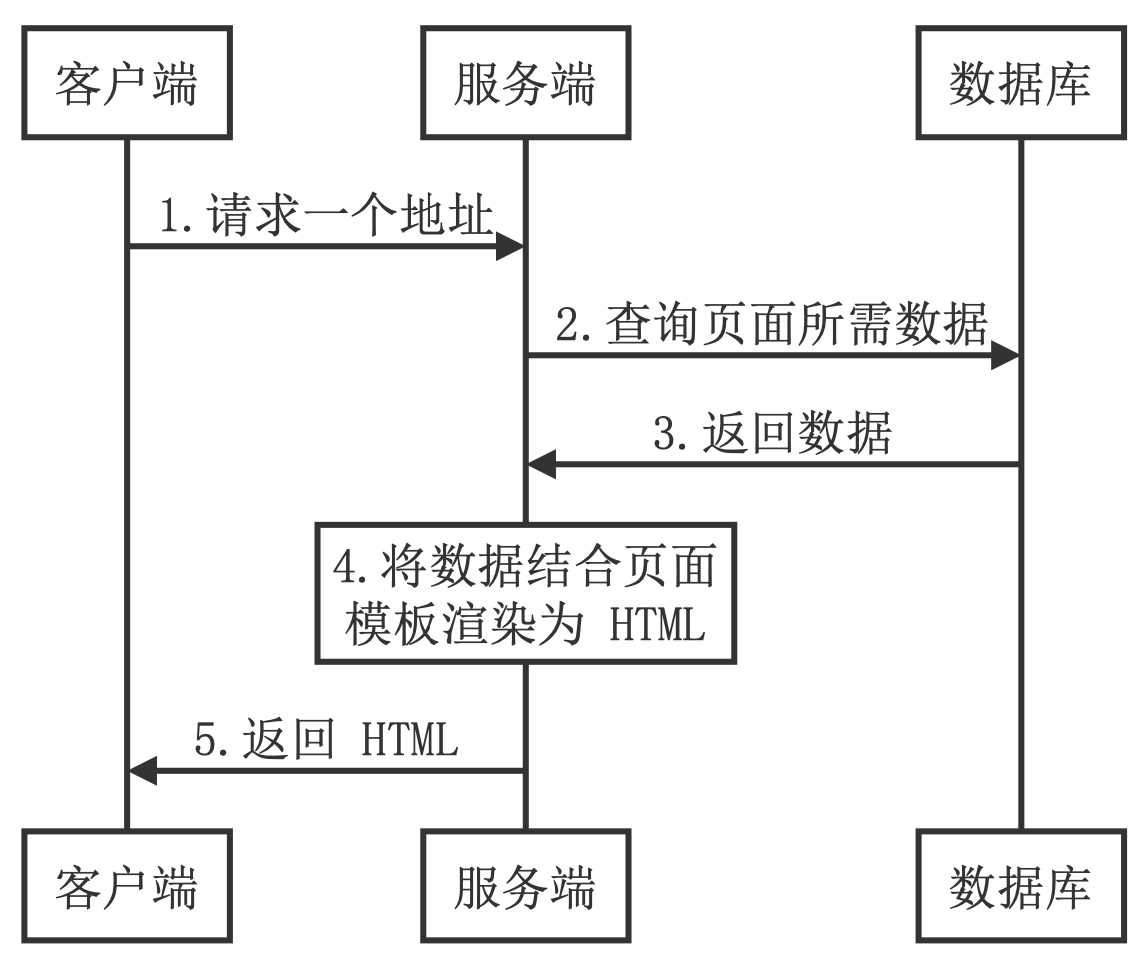 客户端
服务端
数据库
1.请求一个地址
2.查询页面所需数据
3.返回数据
4.将数据结合页面
模板渲染为 HTML
5.返回 HTML
客户端
服务端
数据库